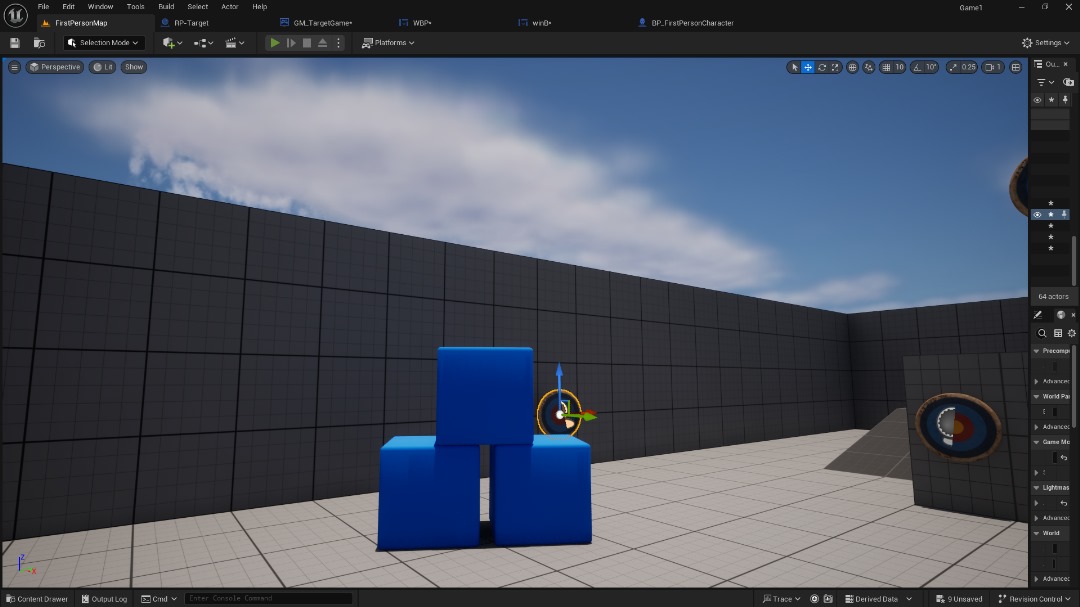 File Edit Window Tools Build Select Actor Help Game1
FirstPersonMap RP-Target GM_TargetGame* WBP* winB* BP_FirstPersonCharacter
Selection Mode Platforms Settings
Perspective Lit Show 10 10° 0.25 1 Ou..
64 actors
Precomp
Advanced
World Pa
Advanced
Game Mo
Lightmas
Advanced
World
Advanced
Z
X
Content Drawer Output Log Cmd Enter Console Command Trace Derived Data 9 Unsaved Revision Control